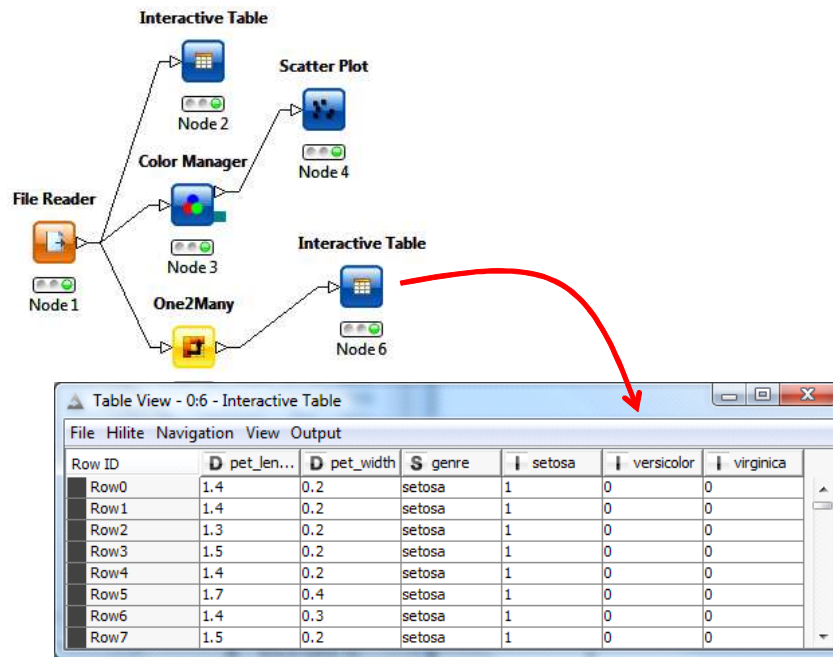 Interactive Table
Node 2
Scatter Plot
Node 4
Color Manager
Node 3
File Reader
Node 1
Interactive Table
Node 6
One2Many
Table View - 0:6 - Interactive Table
File Hilite Navigation View Output
Row ID D pet_len... D pet_width S genre I setosa I versicolor I virginica
Row0 1.4 0.2 setosa 1 0 0
Row1 1.4 0.2 setosa 1 0 0
Row2 1.3 0.2 setosa 1 0 0
Row3 1.5 0.2 setosa 1 0 0
Row4 1.4 0.2 setosa 1 0 0
Row5 1.7 0.4 setosa 1 0 0
Row6 1.4 0.3 setosa 1 0 0
Row7 1.5 0.2 setosa 1 0 0